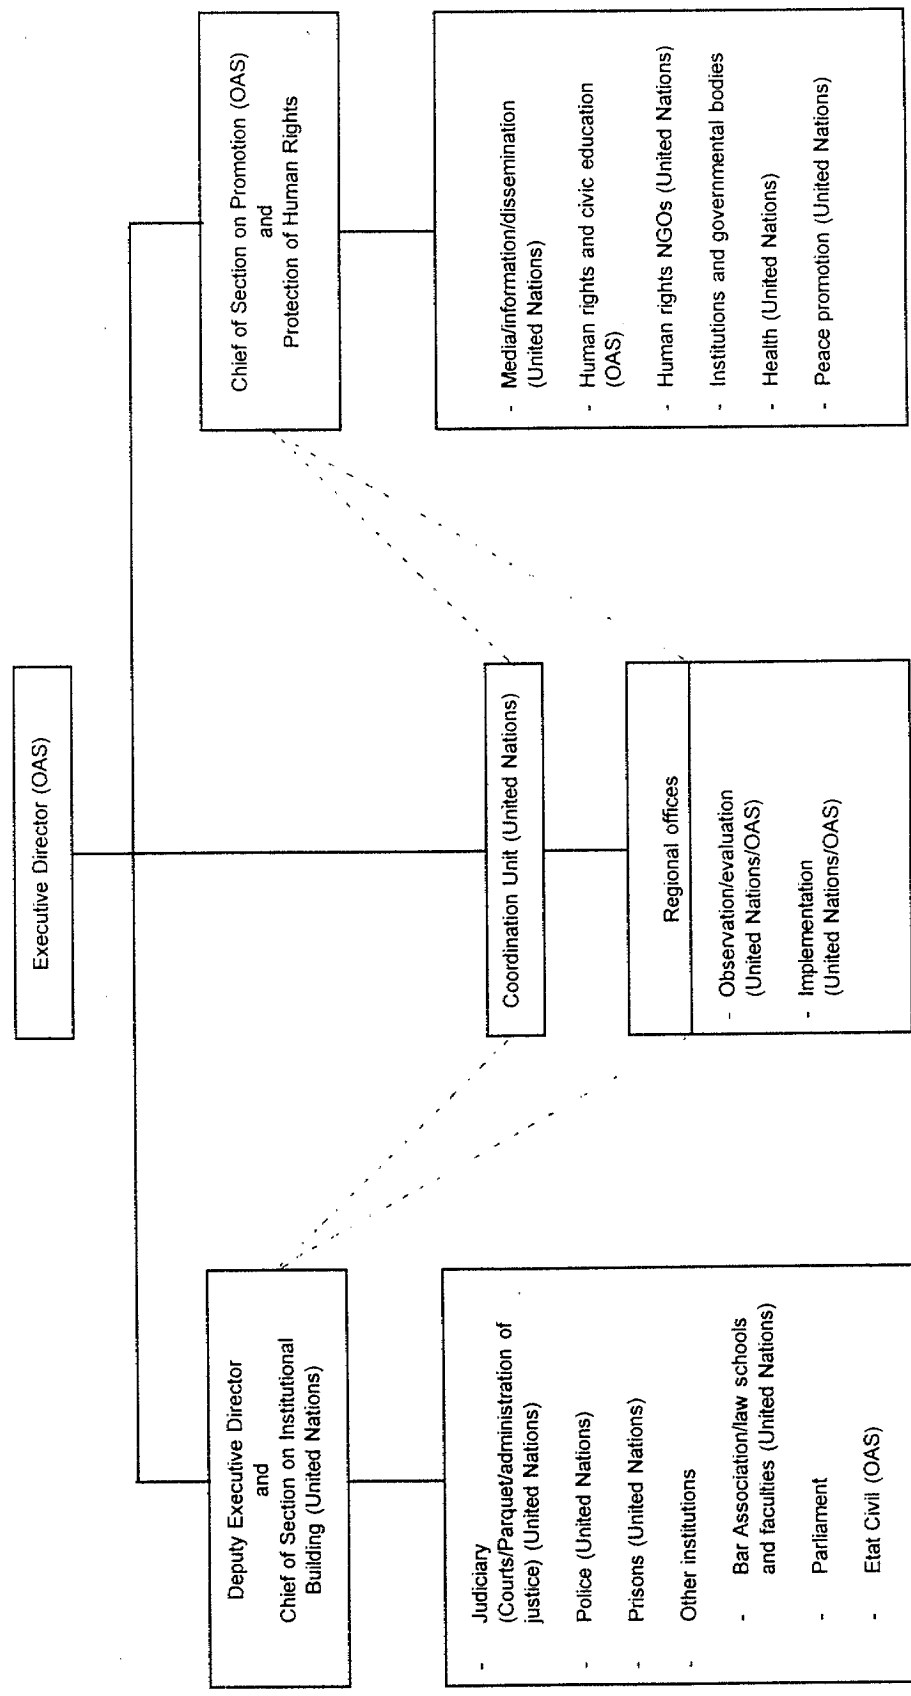 Executive Director (OAS)
Deputy Executive Director
and
Chief of Section on Institutional
Building (United Nations)
- Judiciary
(Courts/Parquet/administration of
justice) (United Nations)
- Police (United Nations)
- Prisons (United Nations)
- Other institutions
- Bar Association/law schools
and faculties (United Nations)
- Parliament
- Etat Civil (OAS)
Coordination Unit (United Nations)
Regional offices
- Observation/evaluation
(United Nations/OAS)
- Implementation
(United Nations/OAS)
Chief of Section on Promotion (OAS)
and
Protection of Human Rights
- Media/information/dissemination
(United Nations)
- Human rights and civic education
(OAS)
- Human rights NGOs (United Nations)
- Institutions and governmental bodies
- Health (United Nations)
- Peace promotion (United Nations)